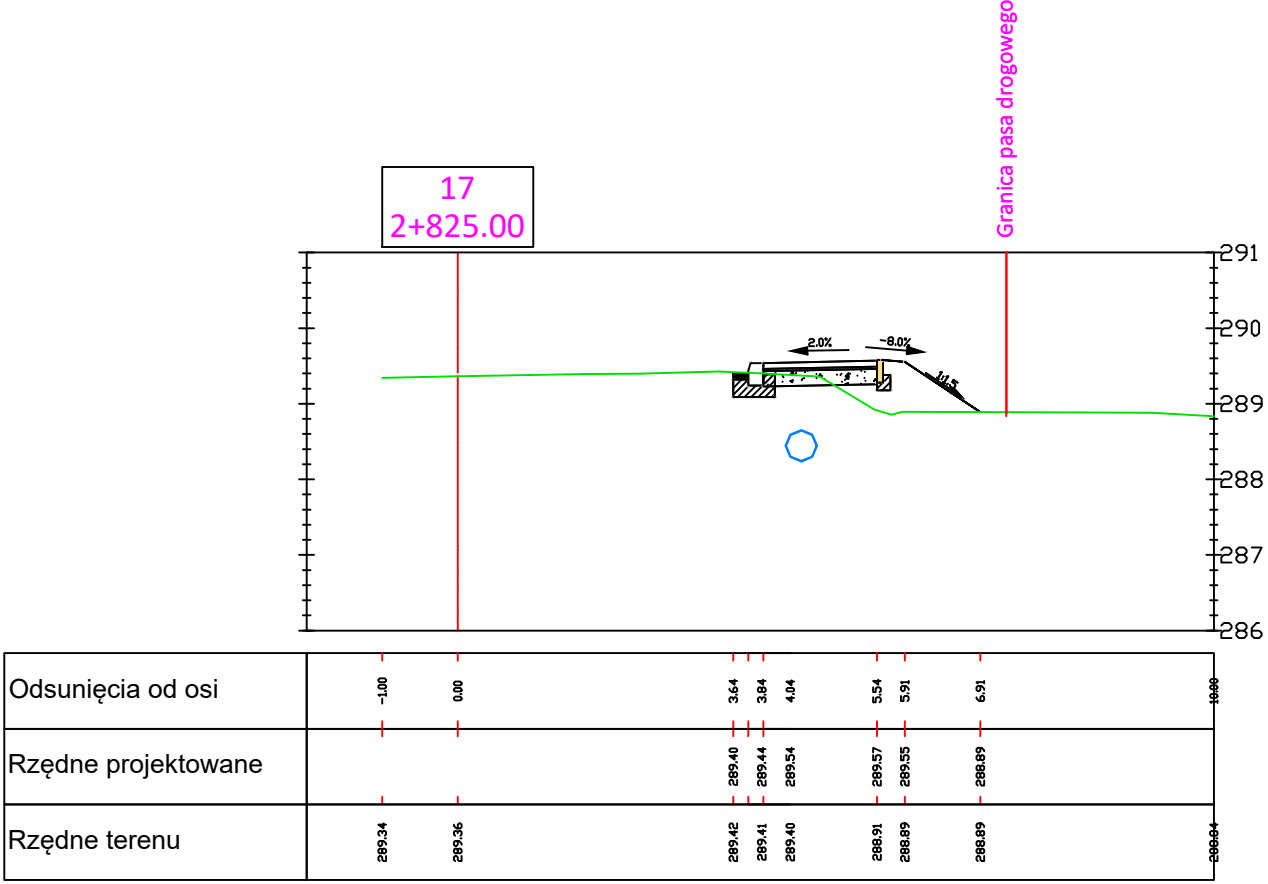 Granica pasa drogowego
17
2+825.00
291
290
289
288
287
286
2.0%
-8.0%
1:1.5
Odsunięcia od osi
-1.00 0.00 3.64 3.84 4.04 5.54 5.91 6.91 10.00
Rzędne projektowane
289.40 289.44 289.54 289.57 289.55 288.89
Rzędne terenu
289.34 289.36 289.42 289.41 289.40 288.91 288.89 288.89 288.84